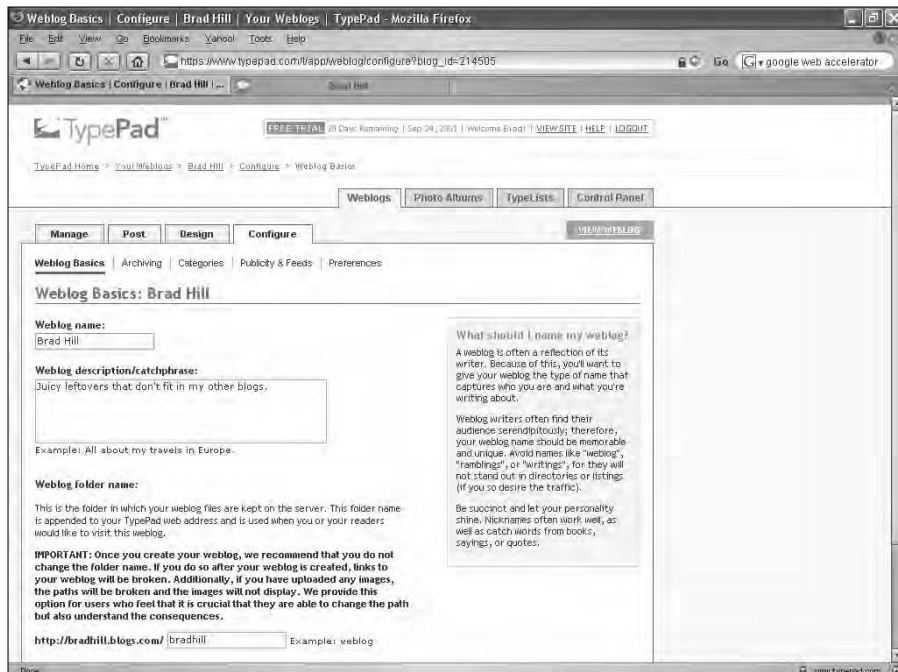 Weblog Basics | Configure | Brad Hill | Your Weblogs | TypePad - Mozilla Firefox
File Edit View Go Bookmarks Yahoo! Tools Help
https://www.typepad.com/t/app/weblog/configure?blog_id=214505
Go
G google web accelerator
Weblog Basics | Configure | Brad Hill | ...
Brad Hill
TypePad™
FREE TRIAL 20 Days Remaining | Sep 24, | Welcome Brad! | VIEW SITE | HELP | LOGOUT
TypePad Home > Your Weblogs > Brad Hill > Configure > Weblog Basics
Weblogs Photo Albums TypeLists Control Panel
Manage Post Design Configure VIEW WEBLOG
Weblog Basics | Archiving | Categories | Publicity & Feeds | Preferences
Weblog Basics: Brad Hill
Weblog name:
Brad Hill
Weblog description/catchphrase:
Juicy leftovers that don't fit in my other blogs.
Example: All about my travels in Europe.
Weblog folder name:
This is the folder in which your weblog files are kept on the server. This folder name
is appended to your TypePad web address and is used when you or your readers
would like to visit this weblog.
IMPORTANT: Once you create your weblog, we recommend that you do not
change the folder name. If you do so after your weblog is created, links to
your weblog will be broken. Additionally, if you have uploaded any images,
the paths will be broken and the images will not display. We provide this
option for users who feel that it is crucial that they are able to change the path
but also understand the consequences.
http://bradhill.blogs.com/ bradhill Example: weblog
What should I name my weblog?
A weblog is often a reflection of its
writer. Because of this, you'll want to
give your weblog the type of name that
captures who you are and what you're
writing about.
Weblog writers often find their
audience serendipitously; therefore,
your weblog name should be memorable
and unique. Avoid names like "weblog",
"ramblings", or "writings", for they will
not stand out in directories or listings
(if you so desire the traffic).
Be succinct and let your personality
shine. Nicknames often work well, as
well as catch words from books,
sayings, or quotes.
Done
www.typepad.com